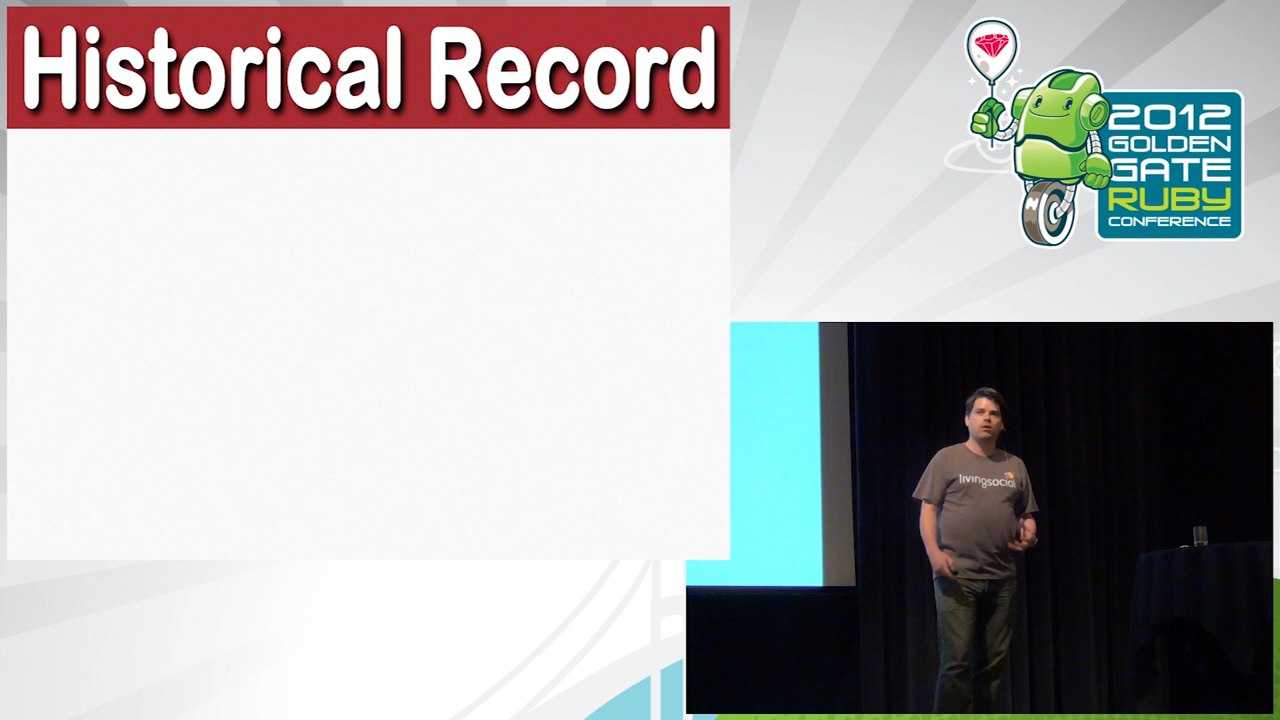 Historical Record
2012
GOLDEN
GATE
RUBY
CONFERENCE
livingsocial